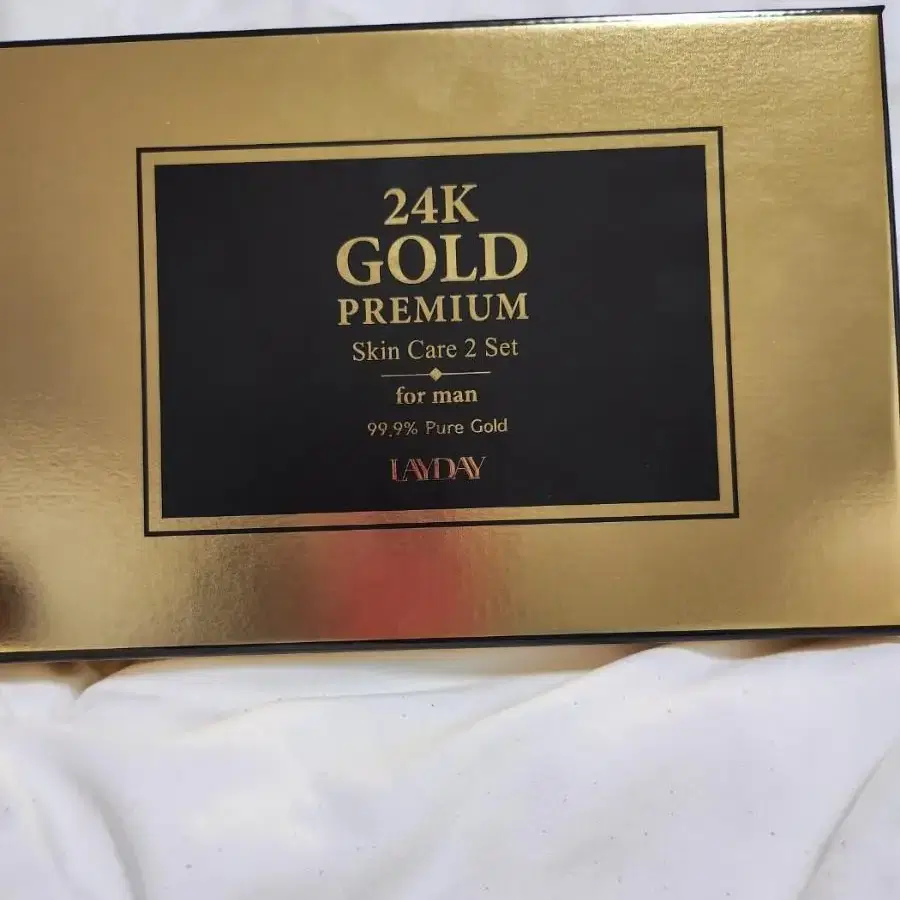 24K
GOLD
PREMIUM
Skin Care 2 Set
for man
99.9% Pure Gold
LAYDAY